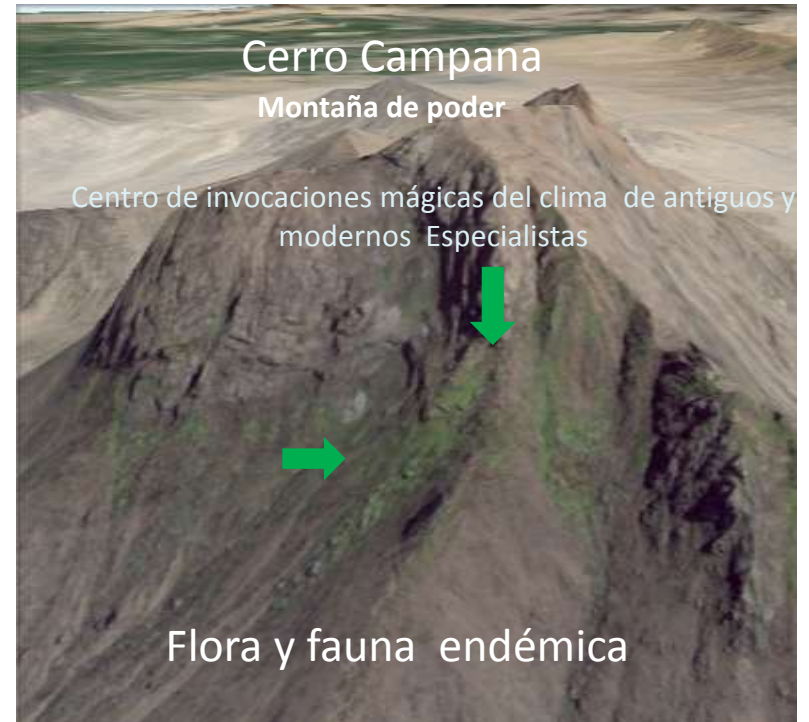 Cerro Campana
Montaña de poder
Centro de invocaciones mágicas del clima de antiguos y
modernos Especialistas
Flora y fauna endémica